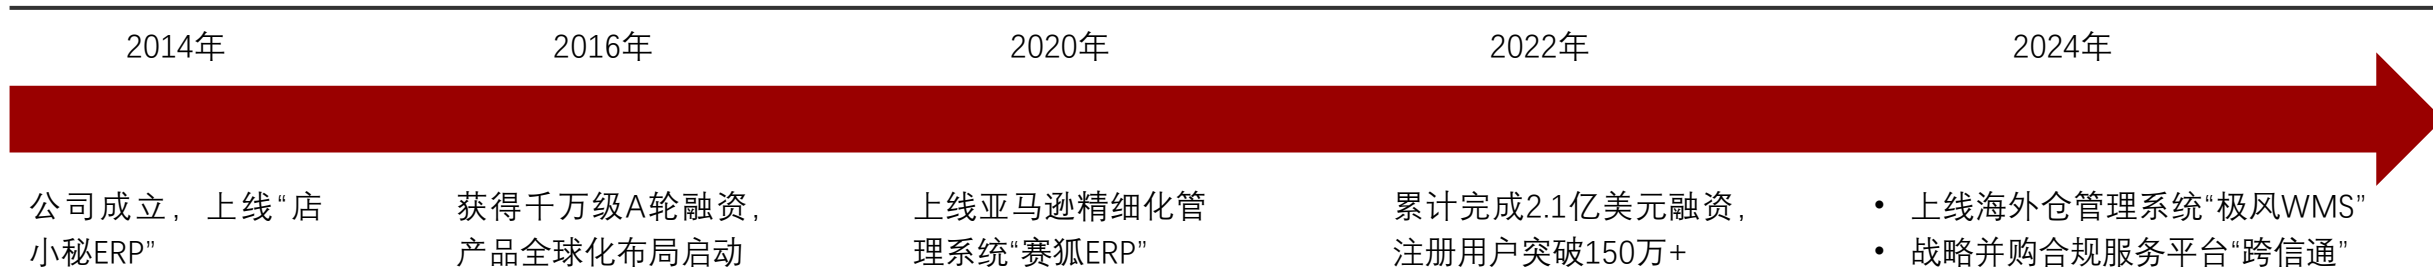 2014年
2016年
2020年
2022年
2024年
公司成立，上线“店
小秘ERP”
获得千万级A轮融资，
产品全球化布局启动
上线亚马逊精细化管
理系统“赛狐ERP”
累计完成2.1亿美元融资，
注册用户突破150万+
• 上线海外仓管理系统“极风WMS”
• 战略并购合规服务平台“跨信通”